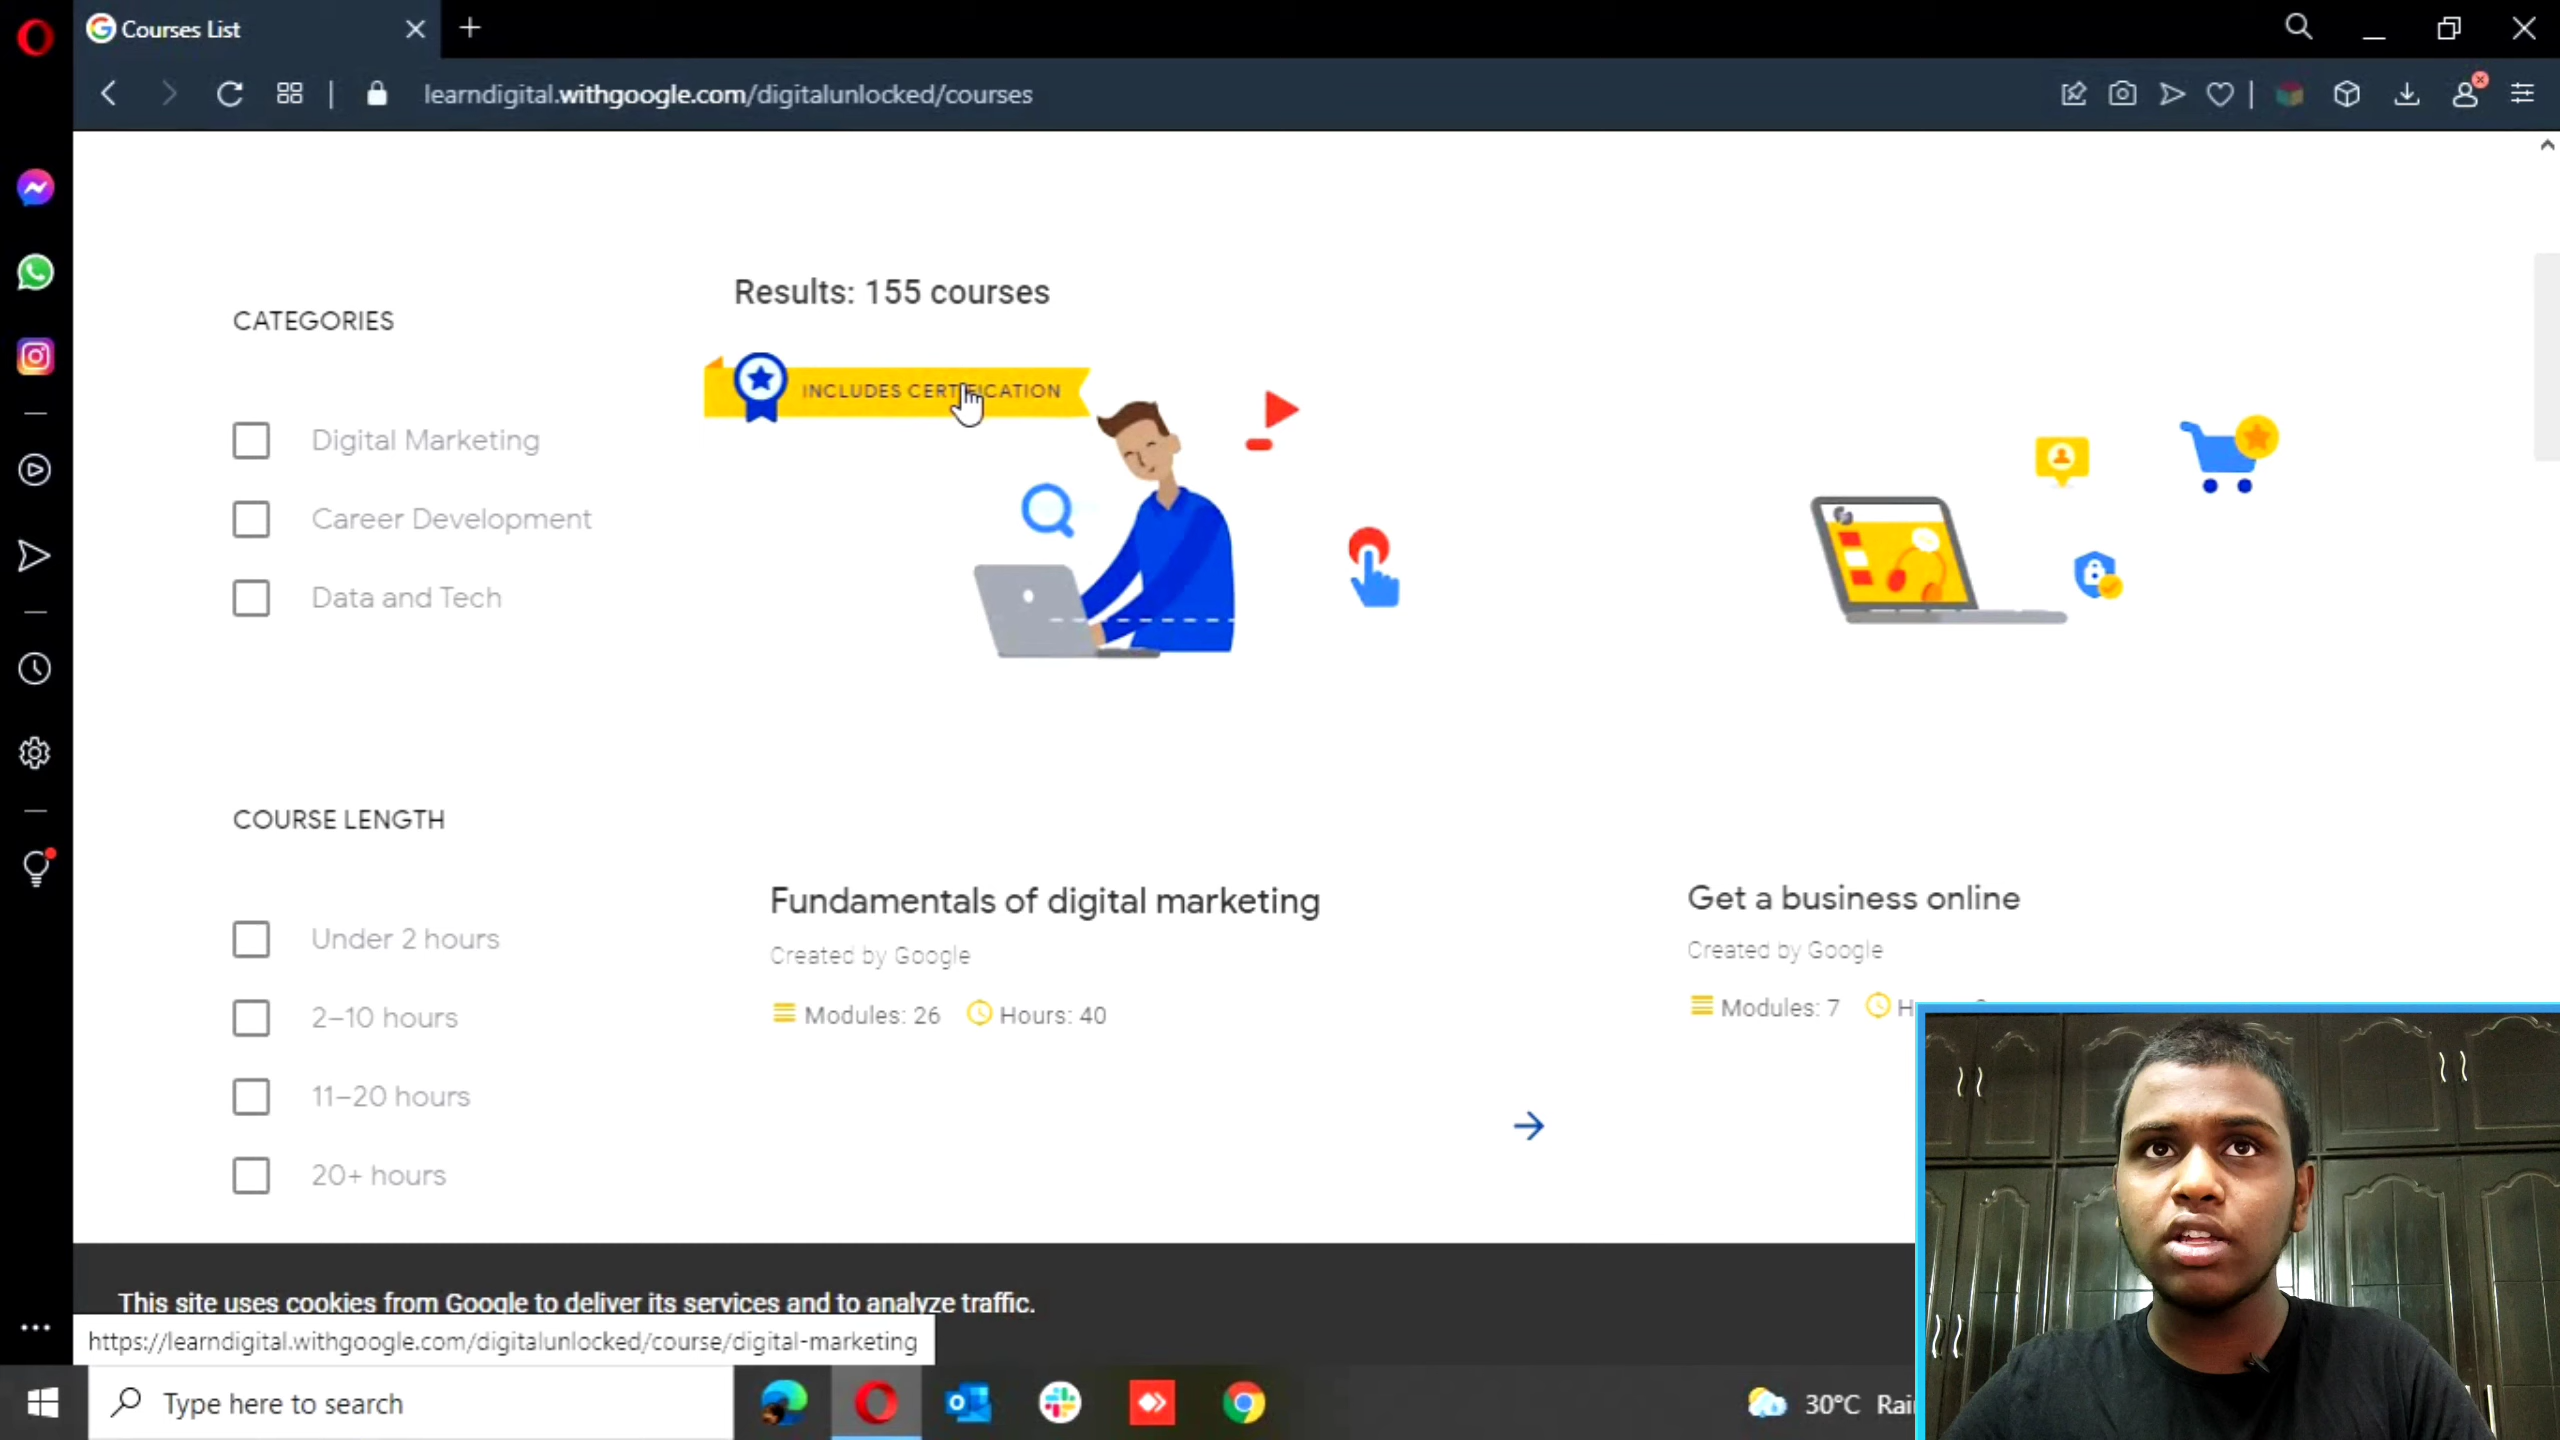 Courses List
learndigital.withgoogle.com/digitalunlocked/courses
Results: 155 courses
CATEGORIES
INCLUDES CERTIFICATION
Digital Marketing
Career Development
Data and Tech
COURSE LENGTH
Under 2 hours
2–10 hours
11–20 hours
20+ hours
Fundamentals of digital marketing
Created by Google
Modules: 26 Hours: 40
Get a business online
Created by Google
Modules: 7
This site uses cookies from Google to deliver its services and to analyze traffic.
https://learndigital.withgoogle.com/digitalunlocked/course/digital-marketing
Type here to search
30°C